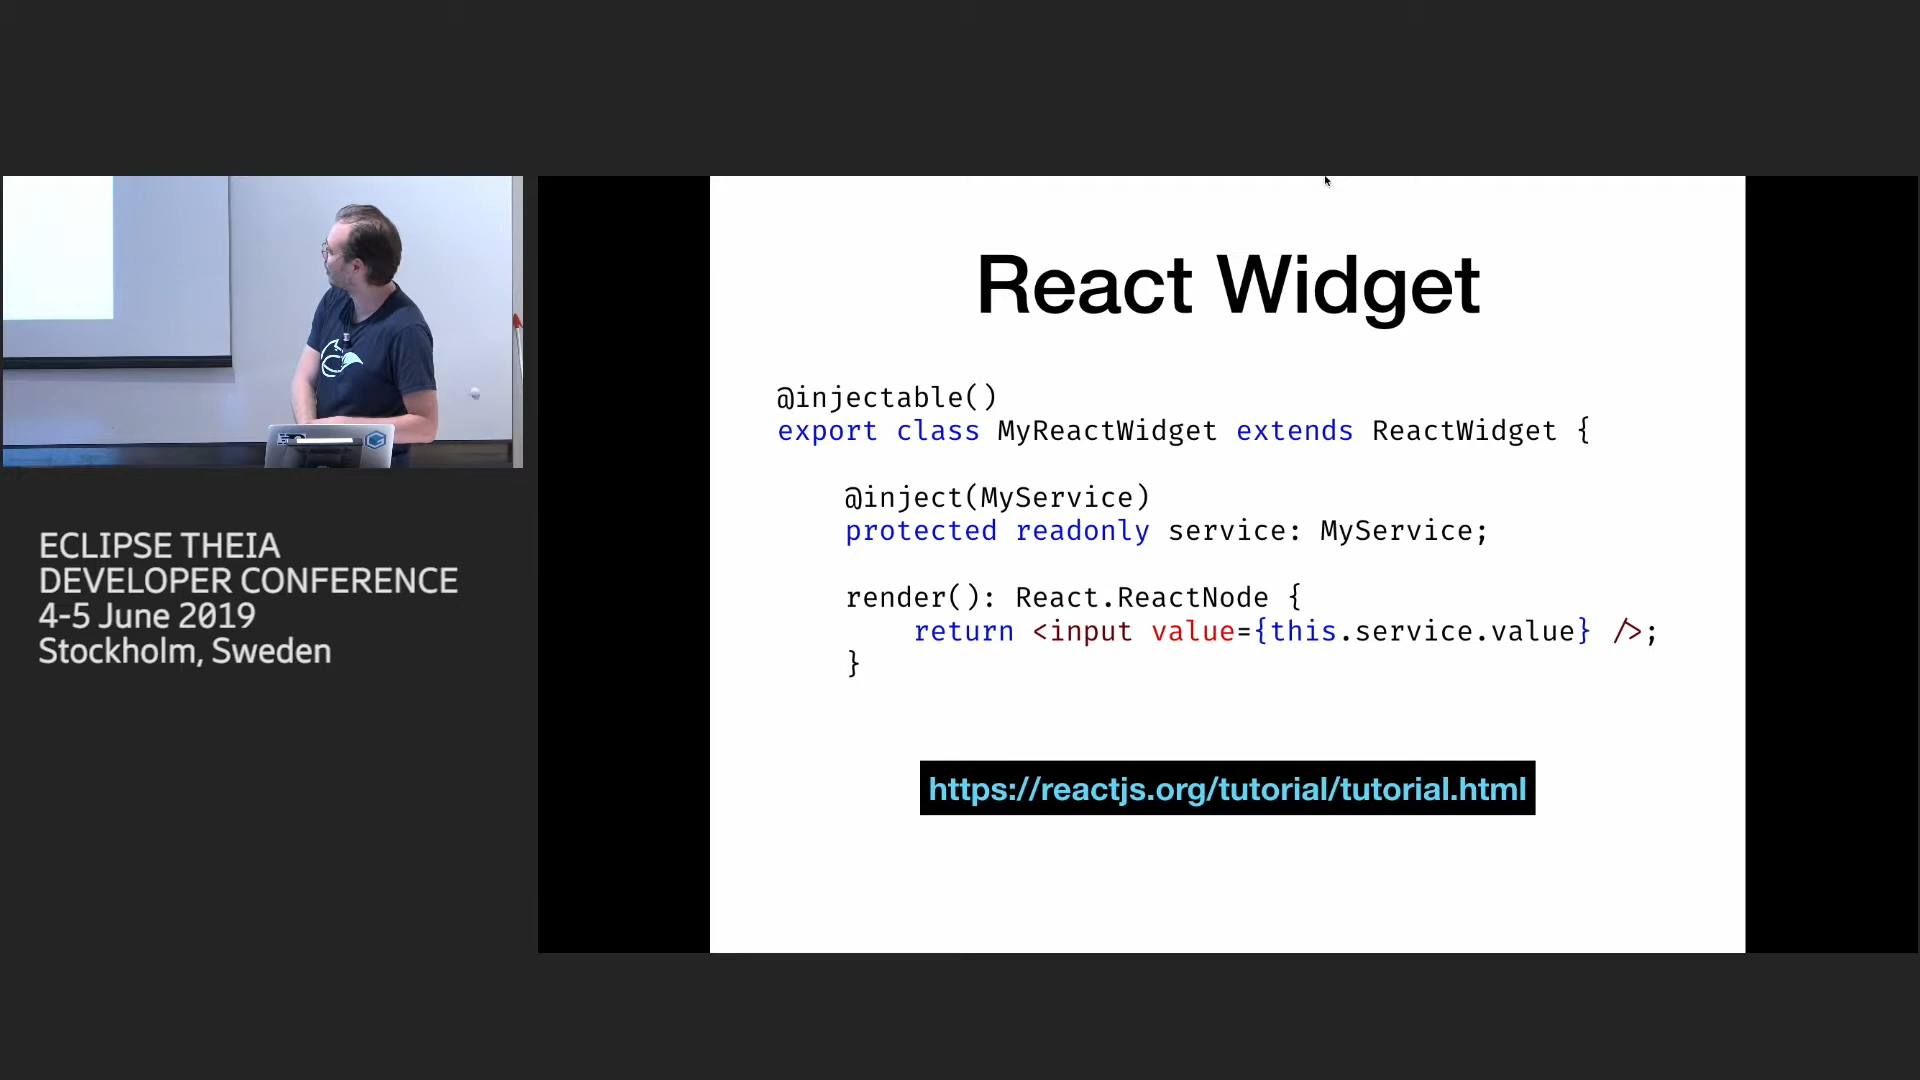 ECLIPSE THEIA
DEVELOPER CONFERENCE
4-5 June 2019
Stockholm, Sweden
React Widget
@injectable()
export class MyReactWidget extends ReactWidget {
@inject(MyService)
protected readonly service: MyService;
render(): React.ReactNode {
return <input value={this.service.value} />;
}
https://reactjs.org/tutorial/tutorial.html